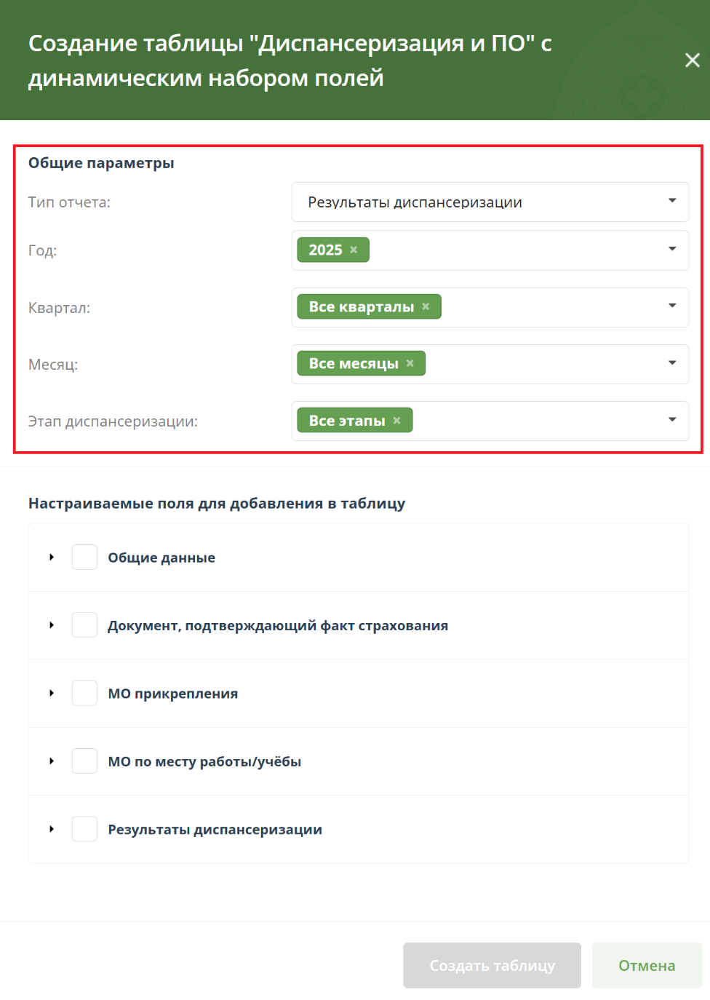 Создание таблицы "Диспансеризация и ПО" с
динамическим набором полей
Общие параметры
Тип отчета:
Результаты диспансеризации
Год:
2025
Квартал:
Все кварталы
Месяц:
Все месяцы
Этап диспансеризации:
Все этапы
Настраиваемые поля для добавления в таблицу
Общие данные
Документ, подтверждающий факт страхования
МО прикрепления
МО по месту работы/учёбы
Результаты диспансеризации
Создать таблицу
Отмена